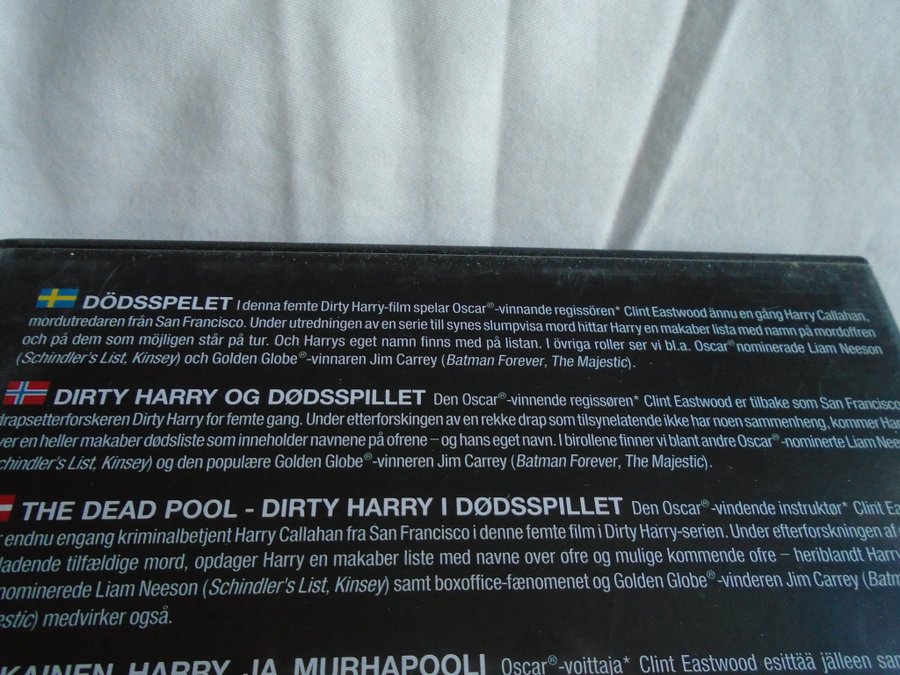 DÖDSSPELET I denna femte Dirty Harry-film spelar Oscar®-vinnande regissören* Clint Eastwood ännu en gång Harry Callahan,
mordutredaren från San Francisco. Under utredningen av en serie till synes slumpvisa mord hittar Harry en makaber lista med namn på mordoffren
och på dem som möjligen står på tur. Och Harrys eget namn finns med på listan. I övriga roller ser vi bl.a. Oscar® nominerade Liam Neeson
(Schindler's List, Kinsey) och Golden Globe®-vinnaren Jim Carrey (Batman Forever, The Majestic).
DIRTY HARRY OG DØDSSPILLET Den Oscar®-vinnende regissøren* Clint Eastwood er tilbake som San Francisco
drapsetterforskeren Dirty Harry for femte gang. Under etterforskingen av en rekke drap som tilsynelatende ikke har noen sammenheng, kommer
over en heller makaber dødsliste som inneholder navnene på ofrene – og hans eget navn. I birollene finner vi blant andre Oscar®-nominerte Liam
(Schindler's List, Kinsey) og den populære Golden Globe®-vinneren Jim Carrey (Batman Forever, The Majestic).
THE DEAD POOL - DIRTY HARRY I DØDSSPILLET Den Oscar®-vindende instruktør* Clint
endnu engang kriminalbetjent Harry Callahan fra San Francisco i denne femte film i Dirty Harry-serien. Under efterforskningen af
ladende tilfældige mord, opdager Harry en makaber liste med navne over ofre og mulige kommende ofre – heriblandt Harry
nominerede Liam Neeson (Schindler's List, Kinsey) samt boxoffice-fænomenet og Golden Globe®-vinderen Jim Carrey
medvirker også.
KAINEN HARRY JA MURHAPOOLI Oscar®-voittaja* Clint Eastwood esittää jälleen